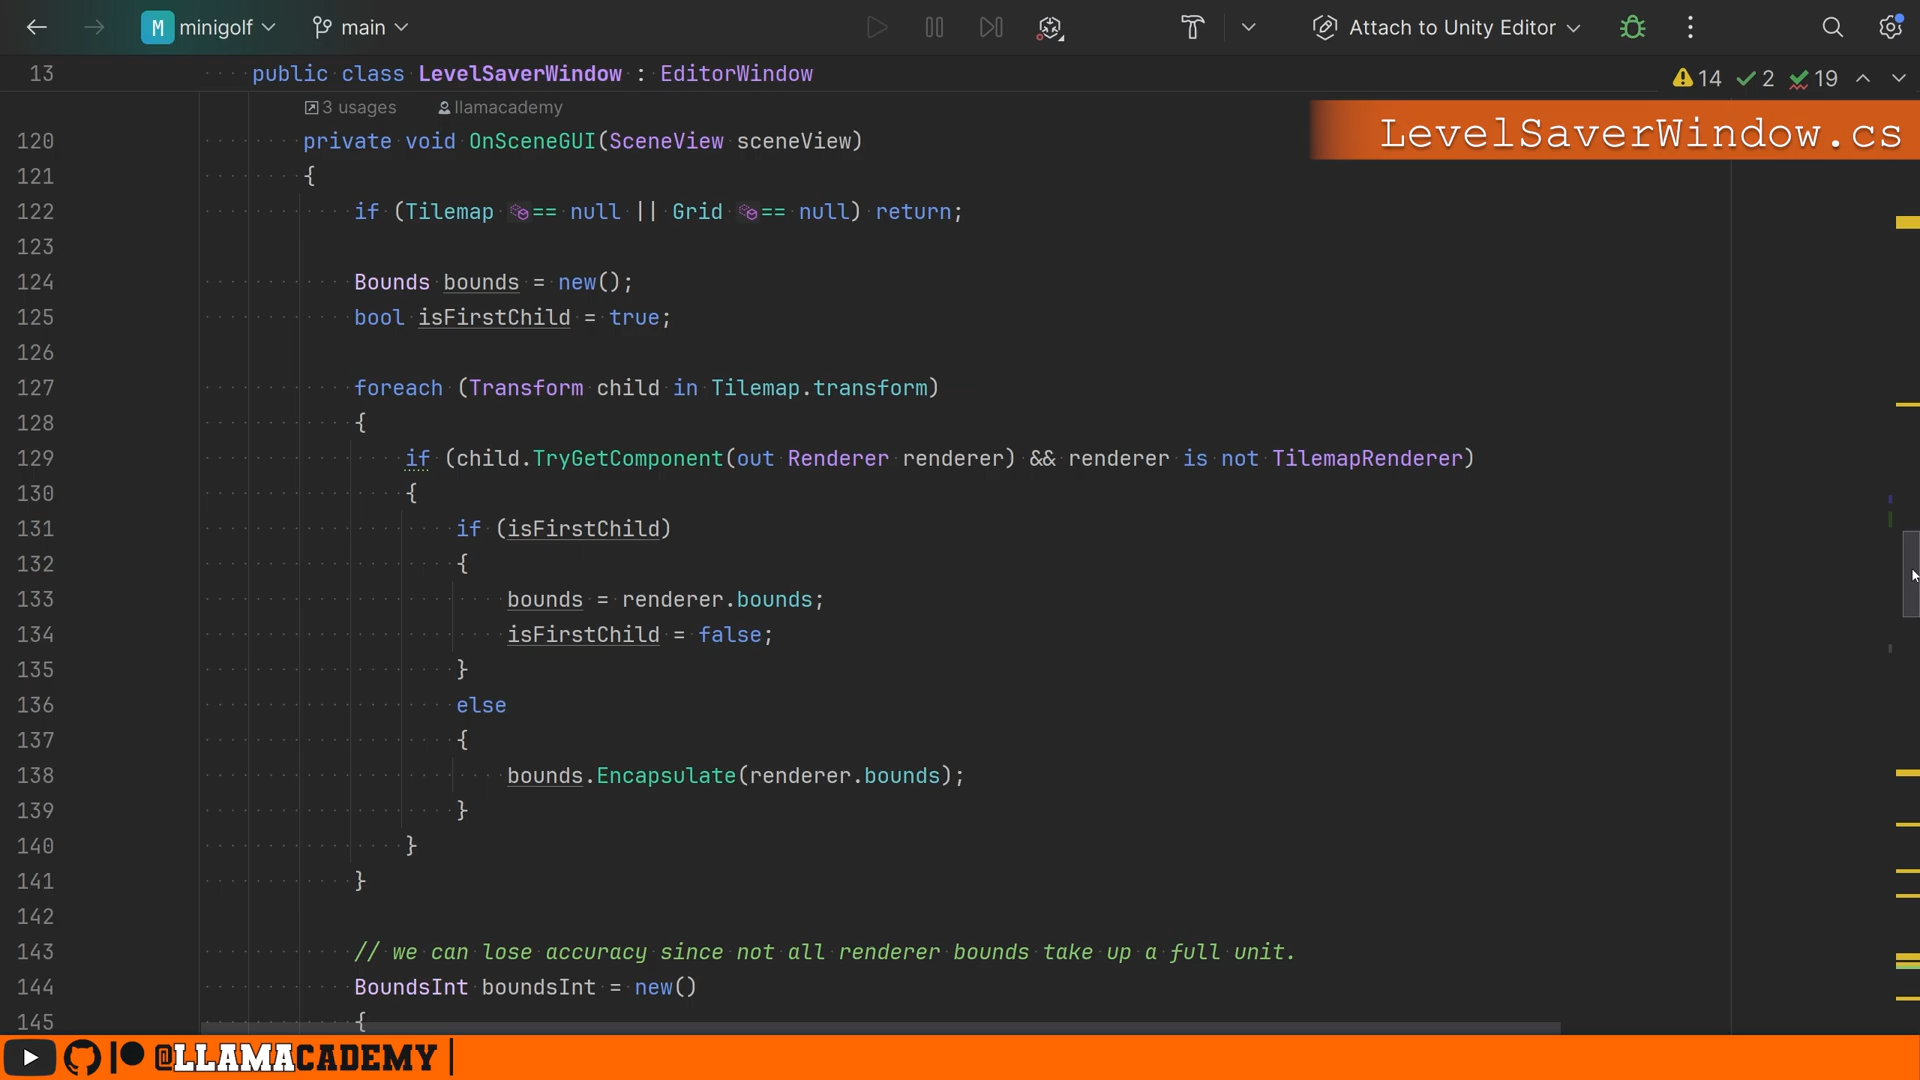 M minigolf main Attach to Unity Editor
13 public class LevelSaverWindow : EditorWindow
14 2 19
3 usages llamacademy
LevelSaverWindow.cs
120 private void OnSceneGUI(SceneView sceneView)
121 {
122 if (Tilemap == null || Grid == null) return;
123
124 Bounds bounds = new();
125 bool isFirstChild = true;
126
127 foreach (Transform child in Tilemap.transform)
128 {
129 if (child.TryGetComponent(out Renderer renderer) && renderer is not TilemapRenderer)
130 {
131 if (isFirstChild)
132 {
133 bounds = renderer.bounds;
134 isFirstChild = false;
135 }
136 else
137 {
138 bounds.Encapsulate(renderer.bounds);
139 }
140 }
141 }
142
143 // we can lose accuracy since not all renderer bounds take up a full unit.
144 BoundsInt boundsInt = new()
145 {
@LLAMACADEMY